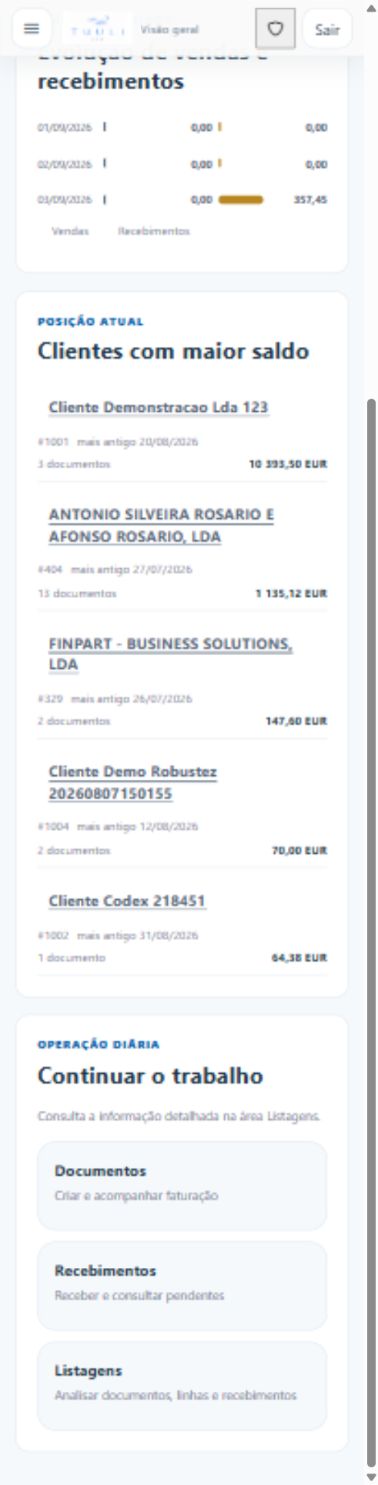 TUULI
Visão geral
Sair
Evolução de vendas e
recebimentos
01/09/2026 0,00 0,00
02/09/2026 0,00 0,00
03/09/2026 0,00 357,45
Vendas Recebimentos
POSIÇÃO ATUAL
Clientes com maior saldo
Cliente Demonstracao Lda 123
#1001 mais antigo 20/08/2026
3 documentos 10 393,50 EUR
ANTONIO SILVEIRA ROSARIO E
AFONSO ROSARIO, LDA
#404 mais antigo 27/07/2026
13 documentos 1 135,12 EUR
FINPART - BUSINESS SOLUTIONS,
LDA
#329 mais antigo 26/07/2026
2 documentos 147,60 EUR
Cliente Demo Robustez
20260807150155
#1004 mais antigo 12/08/2026
2 documentos 70,00 EUR
Cliente Codex 218451
#1002 mais antigo 31/08/2026
1 documento 64,38 EUR
OPERAÇÃO DIÁRIA
Continuar o trabalho
Consulta a informação detalhada na área Listagens.
Documentos
Criar e acompanhar faturação
Recebimentos
Receber e consultar pendentes
Listagens
Analisar documentos, linhas e recebimentos